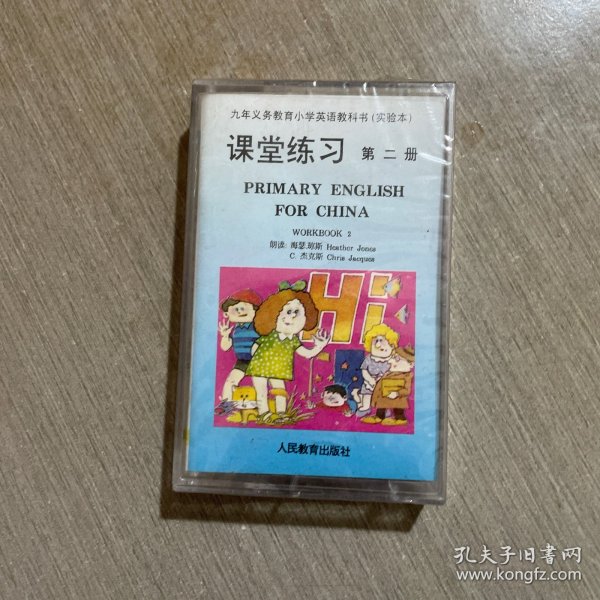 九年义务教育小学英语教科书(实验本)
课堂练习 第二册
PRIMARY ENGLISH
FOR CHINA
WORKBOOK 2
朗读: 海瑟.琼斯 Heather Jones
C. 杰克斯 Chris Jacques
Hi
人民教育出版社
孔夫子旧书网
www.kongfz.com